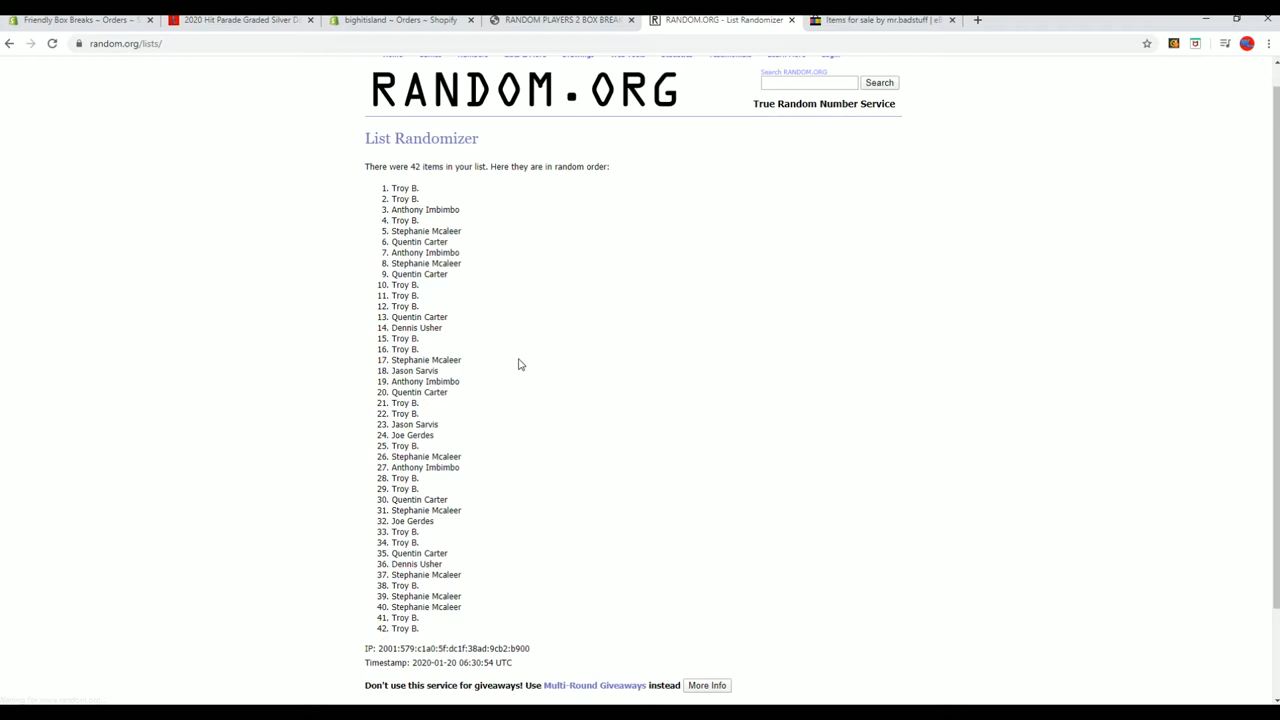 Friendly Box Breaks ~ Orders ~ S
2020 Hit Parade Graded Silver D
bighitisland ~ Orders ~ Shopify
RANDOM PLAYERS 2 BOX BREA
RANDOM.ORG - List Randomizer
Items for sale by mr.badstuff | e
random.org/lists/
Search RANDOM.ORG
RANDOM.ORG
Search
True Random Number Service
List Randomizer
There were 42 items in your list. Here they are in random order:
1. Troy B.
2. Troy B.
3. Anthony Imbimbo
4. Troy B.
5. Stephanie Mcaleer
6. Quentin Carter
7. Anthony Imbimbo
8. Stephanie Mcaleer
9. Quentin Carter
10. Troy B.
11. Troy B.
12. Troy B.
13. Quentin Carter
14. Dennis Usher
15. Troy B.
16. Troy B.
17. Stephanie Mcaleer
18. Jason Sarvis
19. Anthony Imbimbo
20. Quentin Carter
21. Troy B.
22. Troy B.
23. Jason Sarvis
24. Joe Gerdes
25. Troy B.
26. Stephanie Mcaleer
27. Anthony Imbimbo
28. Troy B.
29. Troy B.
30. Quentin Carter
31. Stephanie Mcaleer
32. Joe Gerdes
33. Troy B.
34. Troy B.
35. Quentin Carter
36. Dennis Usher
37. Stephanie Mcaleer
38. Troy B.
39. Stephanie Mcaleer
40. Stephanie Mcaleer
41. Troy B.
42. Troy B.
IP: 2001:579:c1a0:5f:dc1f:38ad:9cb2:b900
Timestamp: 2020-01-20 06:30:54 UTC
Don't use this service for giveaways! Use Multi-Round Giveaways instead More Info